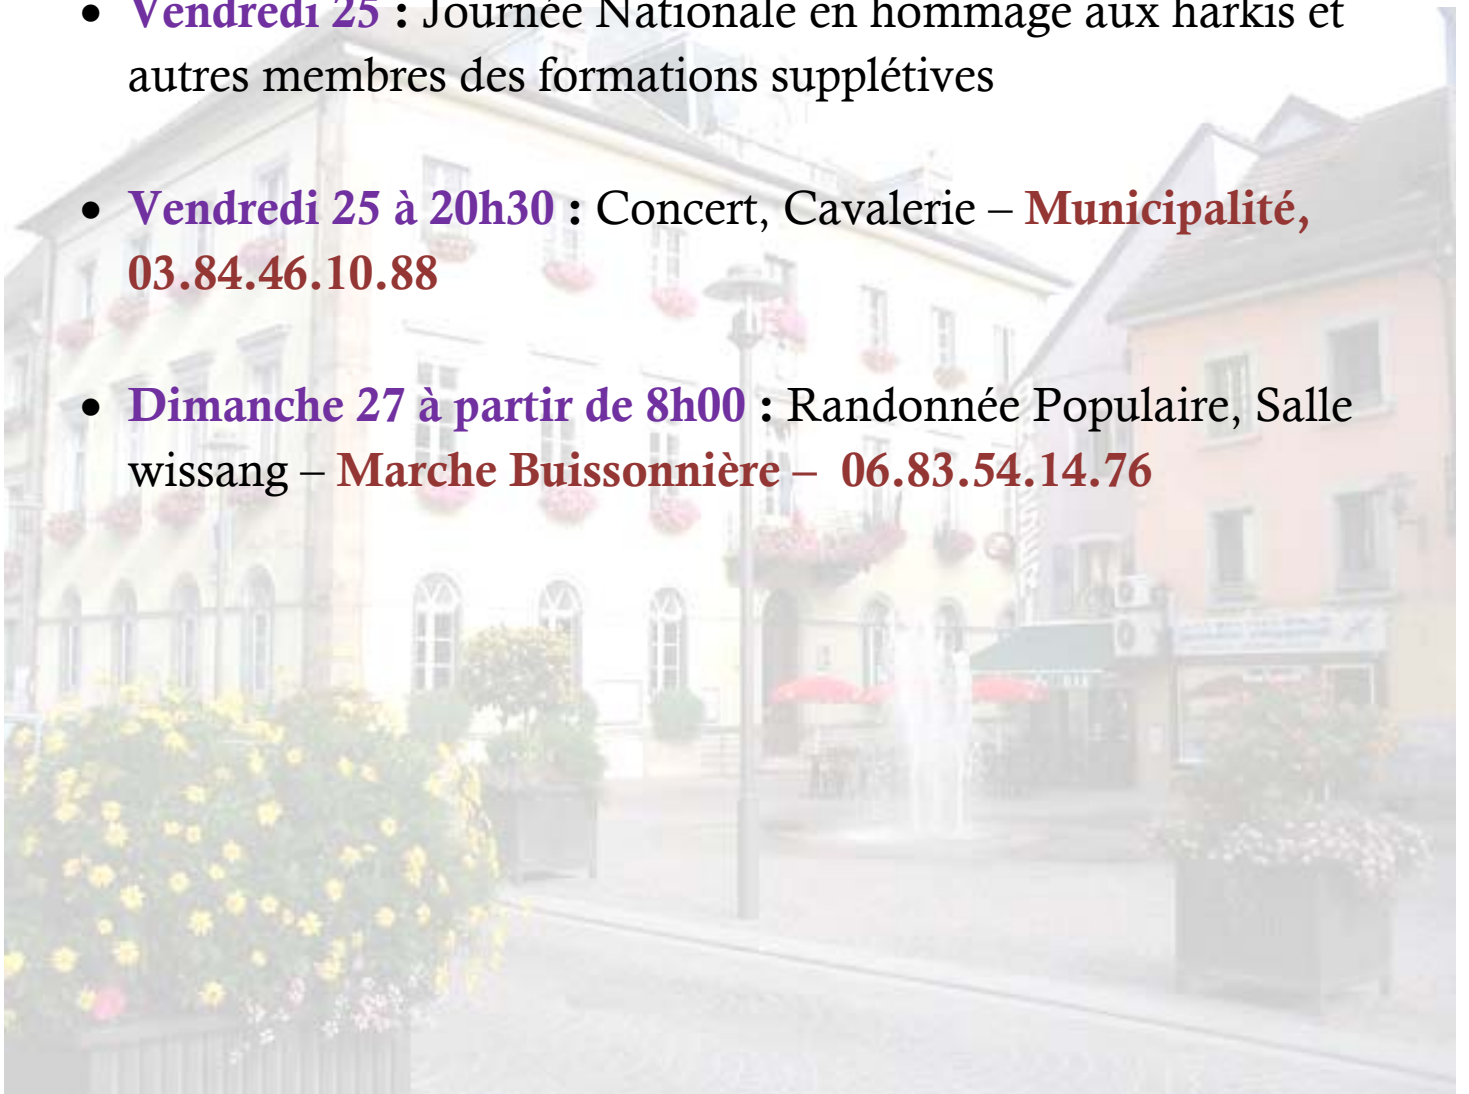 • Vendredi 25 : Journée Nationale en hommage aux harkis et
autres membres des formations supplétives
• Vendredi 25 à 20h30 : Concert, Cavalerie – Municipalité,
03.84.46.10.88
• Dimanche 27 à partir de 8h00 : Randonnée Populaire, Salle
wissang – Marche Buissonnière – 06.83.54.14.76